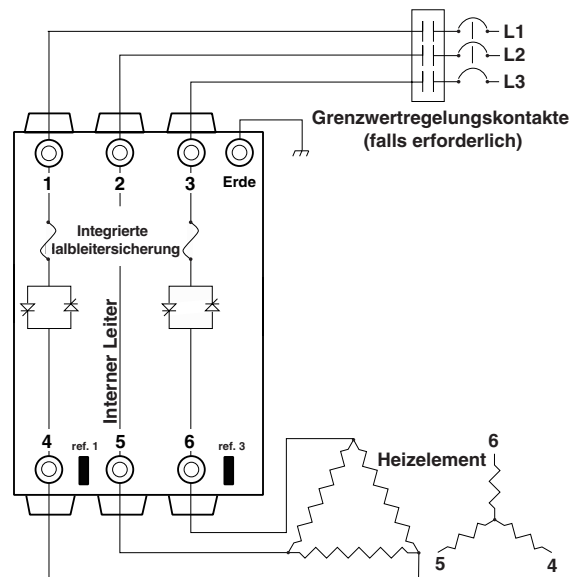 L1
L2
L3
Grenzwertregelungskontakte
(falls erforderlich)
1
2
3
Erde
Integrierte
Ialbleitersicherung
Interner Leiter
4
ref. 1
5
6
ref. 3
Heizelement
6
5
4